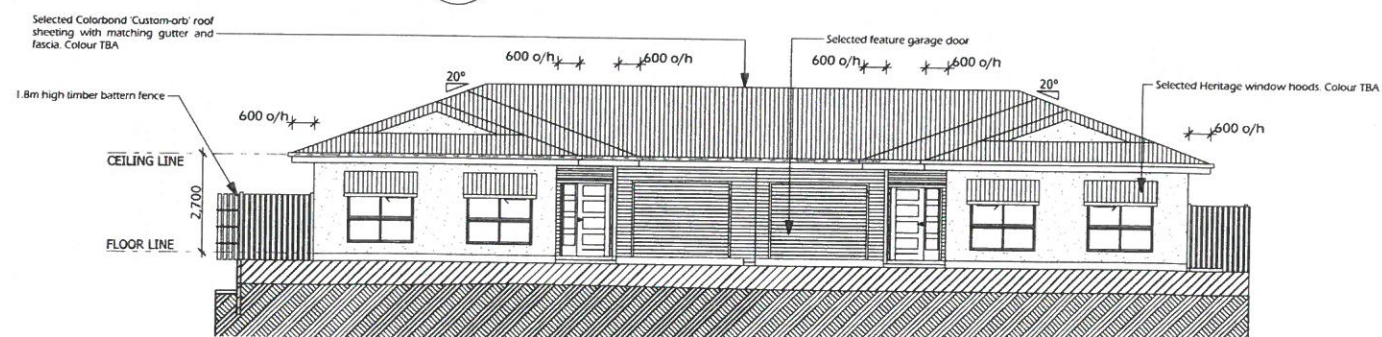 Selected Colorbond 'Custom-orb' roof
sheeting with matching gutter and
fascia. Colour TBA
Selected feature garage door
600 o/h
600 o/h
600 o/h
600 o/h
20°
20°
Selected Heritage window hoods. Colour TBA
1.8m high timber battern fence
600 o/h
600 o/h
CEILING LINE
2,700
FLOOR LINE